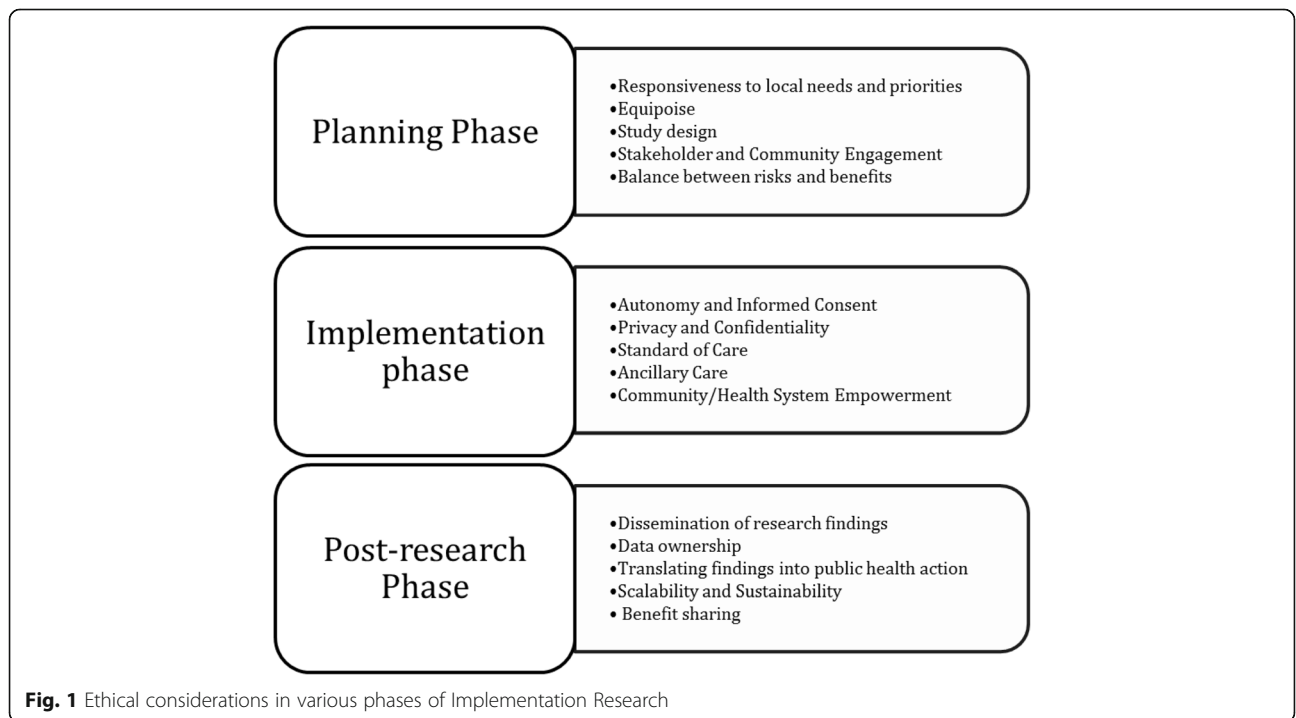 Planning Phase
•Responsiveness to local needs and priorities
•Equipoise
•Study design
•Stakeholder and Community Engagement
•Balance between risks and benefits
Implementation
phase
•Autonomy and Informed Consent
•Privacy and Confidentiality
•Standard of Care
•Ancillary Care
•Community/Health System Empowerment
Post-research
Phase
•Dissemination of research findings
•Data ownership
•Translating findings into public health action
•Scalability and Sustainability
• Benefit sharing
Fig. 1 Ethical considerations in various phases of Implementation Research